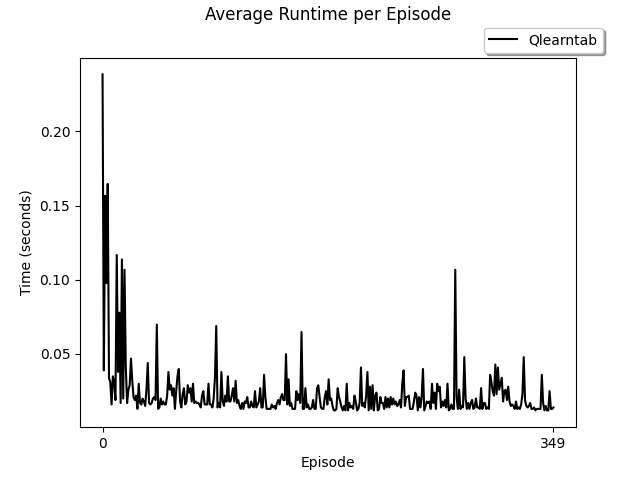 Average Runtime per Episode
Qlearntab
0.20
0.15
0.10
0.05
Time (seconds)
0 349
Episode